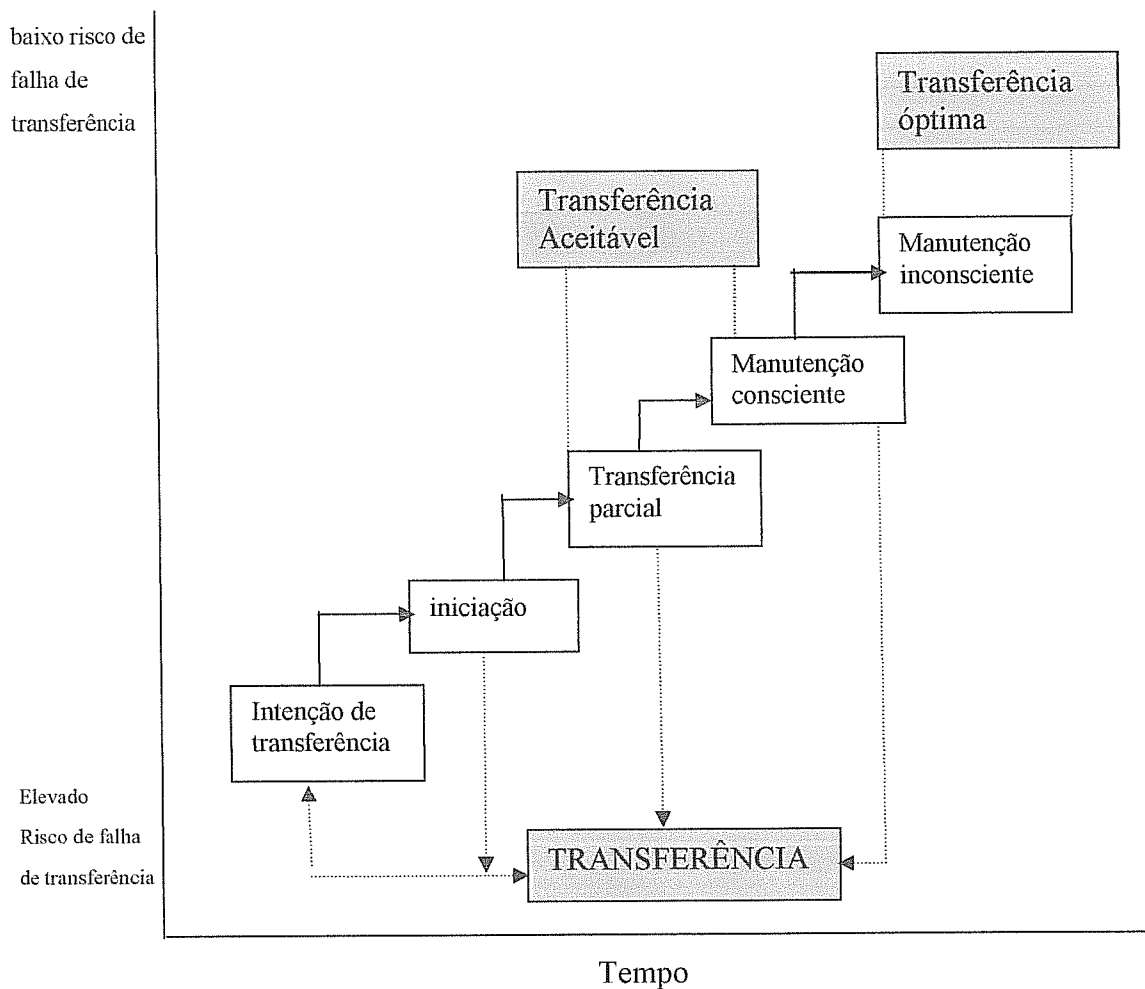 baixo risco de
falha de
transferência
Transferência
óptima
Transferência
Aceitável
Manutenção
inconsciente
Manutenção
consciente
Transferência
parcial
iniciação
Intenção de
transferência
Elevado
Risco de falha
de transferência
TRANSFERÊNCIA
Tempo